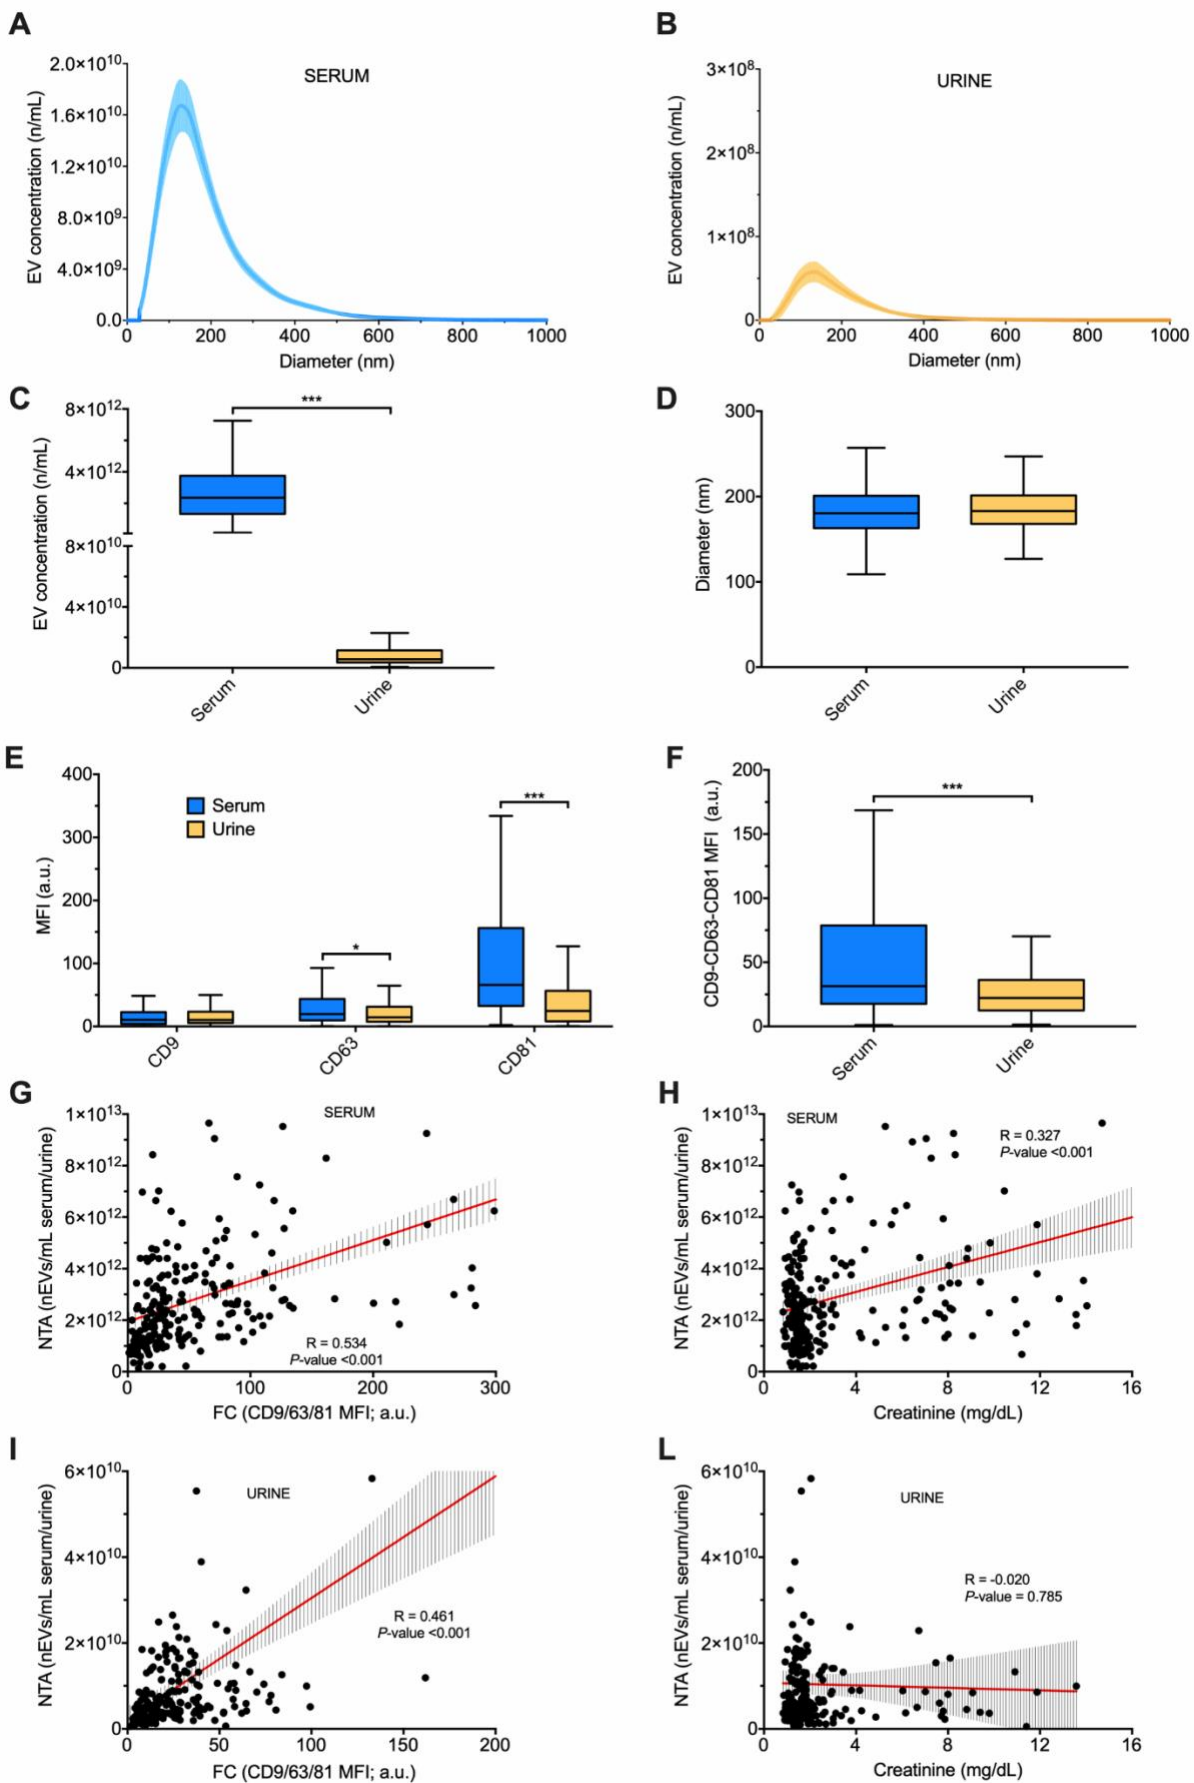 A
SERUM
EV concentration (n/mL)
2.0×10¹⁰
1.6×10¹⁰
1.2×10¹⁰
8.0×10⁹
4.0×10⁹
0.0
0 200 400 600 800 1000
Diameter (nm)
B
URINE
EV concentration (n/mL)
3×10⁸
2×10⁸
1×10⁸
0
0 200 400 600 800 1000
Diameter (nm)
C
EV concentration (n/mL)
***
8×10¹²
4×10¹²
8×10¹⁰
4×10¹⁰
0
Serum Urine
D
Diameter (nm)
300
200
100
0
Serum Urine
E
MFI (a.u.)
400
300
200
100
0
Serum
Urine
*
***
CD9 CD63 CD81
F
CD9-CD63-CD81 MFI (a.u.)
200
150
100
50
0
***
Serum Urine
G
SERUM
NTA (nEVs/mL serum/urine)
1×10¹³
8×10¹²
6×10¹²
4×10¹²
2×10¹²
0
R = 0.534
P-value <0.001
0 100 200 300
FC (CD9/63/81 MFI; a.u.)
H
SERUM
NTA (nEVs/mL serum/urine)
1×10¹³
8×10¹²
6×10¹²
4×10¹²
2×10¹²
0
R = 0.327
P-value <0.001
0 4 8 12 16
Creatinine (mg/dL)
I
URINE
NTA (nEVs/mL serum/urine)
6×10¹⁰
4×10¹⁰
2×10¹⁰
0
R = 0.461
P-value <0.001
0 50 100 150 200
FC (CD9/63/81 MFI; a.u.)
L
URINE
NTA (nEVs/mL serum/urine)
6×10¹⁰
4×10¹⁰
2×10¹⁰
0
R = -0.020
P-value = 0.785
0 4 8 12 16
Creatinine (mg/dL)